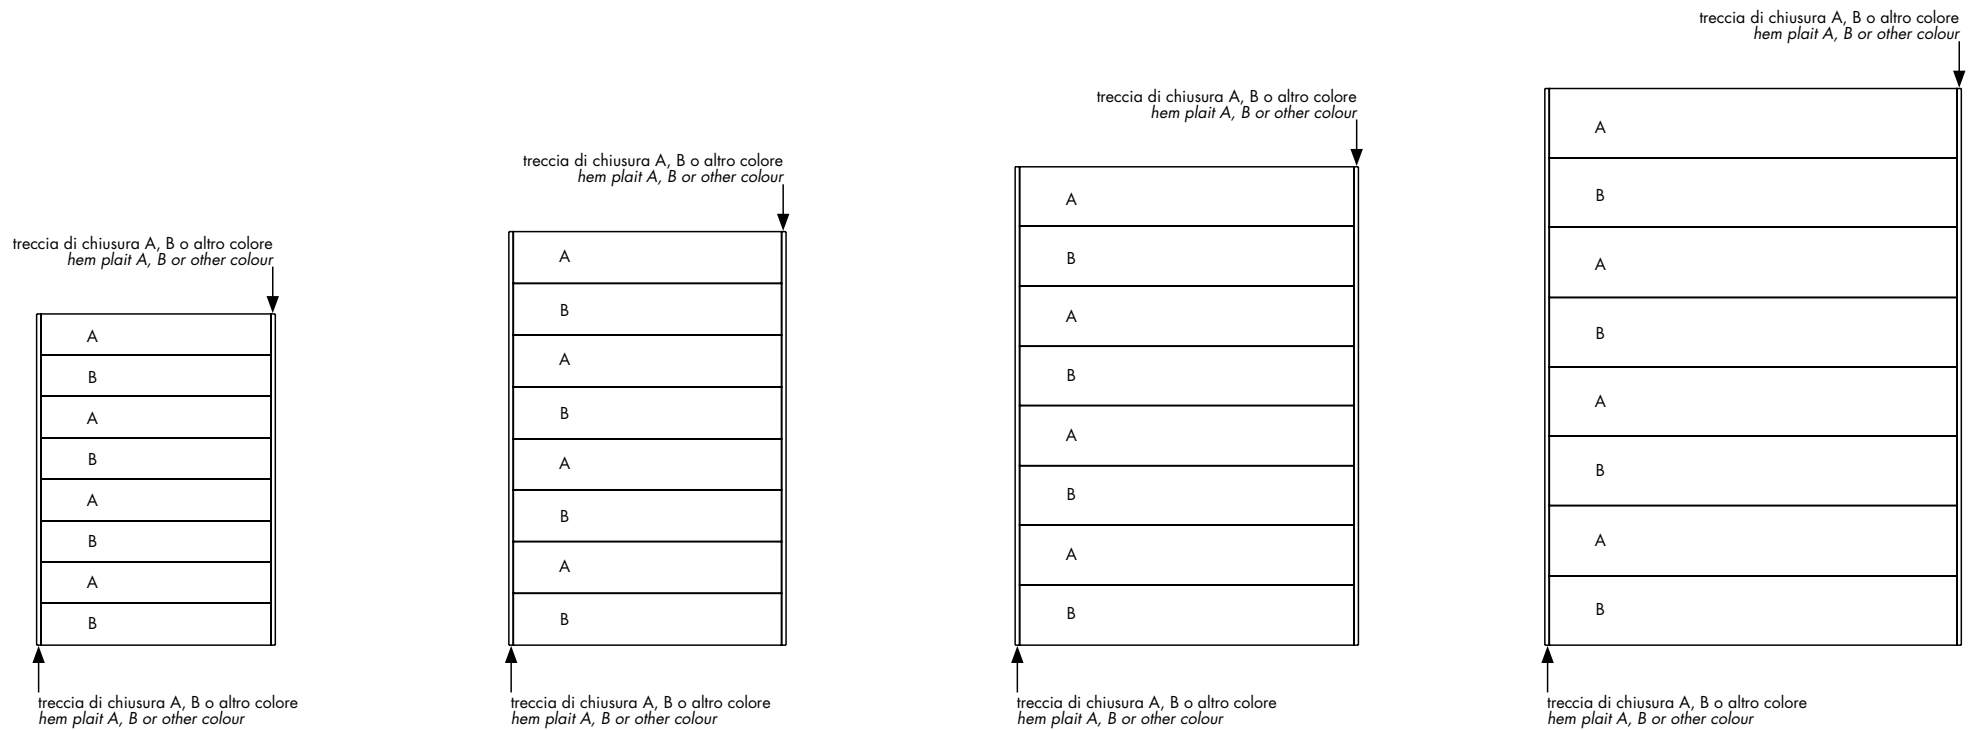 treccia di chiusura A, B o altro colore
hem plait A, B or other colour
A
B
A
B
A
B
A
B
treccia di chiusura A, B o altro colore
hem plait A, B or other colour
treccia di chiusura A, B o altro colore
hem plait A, B or other colour
A
B
A
B
A
B
A
B
treccia di chiusura A, B o altro colore
hem plait A, B or other colour
treccia di chiusura A, B o altro colore
hem plait A, B or other colour
A
B
A
B
A
B
A
B
treccia di chiusura A, B o altro colore
hem plait A, B or other colour
treccia di chiusura A, B o altro colore
hem plait A, B or other colour
A
B
A
B
A
B
A
B
treccia di chiusura A, B o altro colore
hem plait A, B or other colour